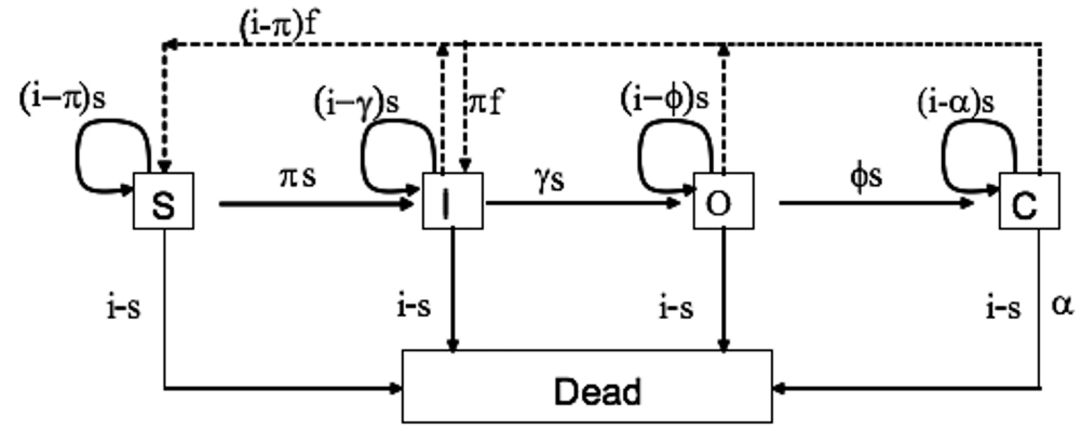 (i-π)f
(i−π)s
(i−γ)s
πf
(i−ϕ)s
(i-α)s
πs
γs
ϕs
S
I
O
C
i-s
i-s
i-s
i-s
α
Dead